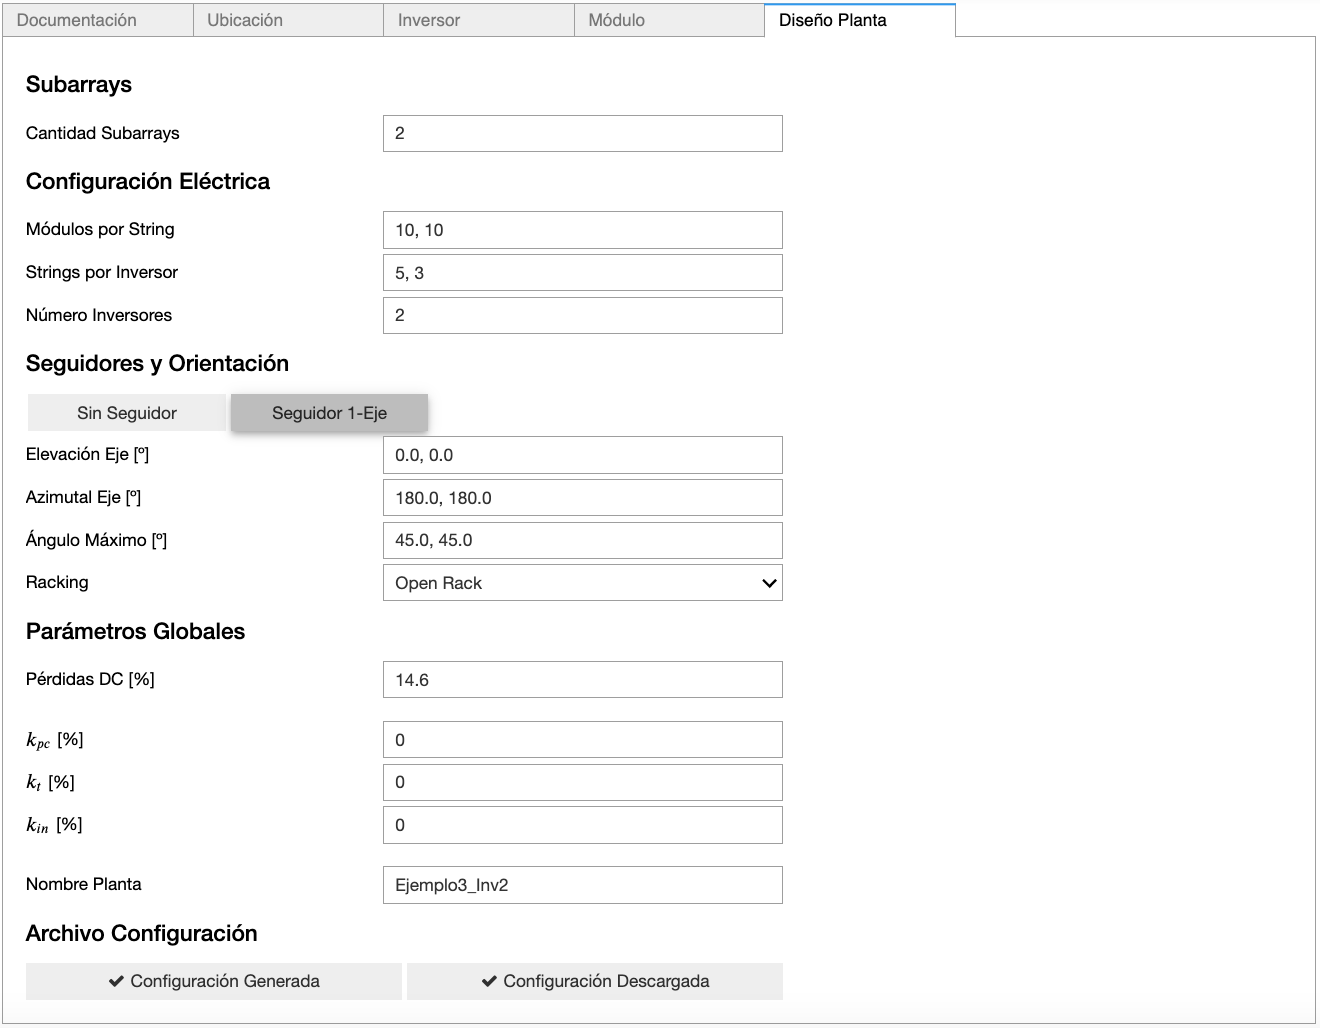 Documentación Ubicación Inversor Módulo Diseño Planta
Subarrays
Cantidad Subarrays 2
Configuración Eléctrica
Módulos por String 10, 10
Strings por Inversor 5, 3
Número Inversores 2
Seguidores y Orientación
Sin Seguidor Seguidor 1-Eje
Elevación Eje [º] 0.0, 0.0
Azimutal Eje [º] 180.0, 180.0
Ángulo Máximo [º] 45.0, 45.0
Racking Open Rack
Parámetros Globales
Pérdidas DC [%] 14.6
k_pc [%] 0
k_t [%] 0
k_in [%] 0
Nombre Planta Ejemplo3_Inv2
Archivo Configuración
✔ Configuración Generada ✔ Configuración Descargada